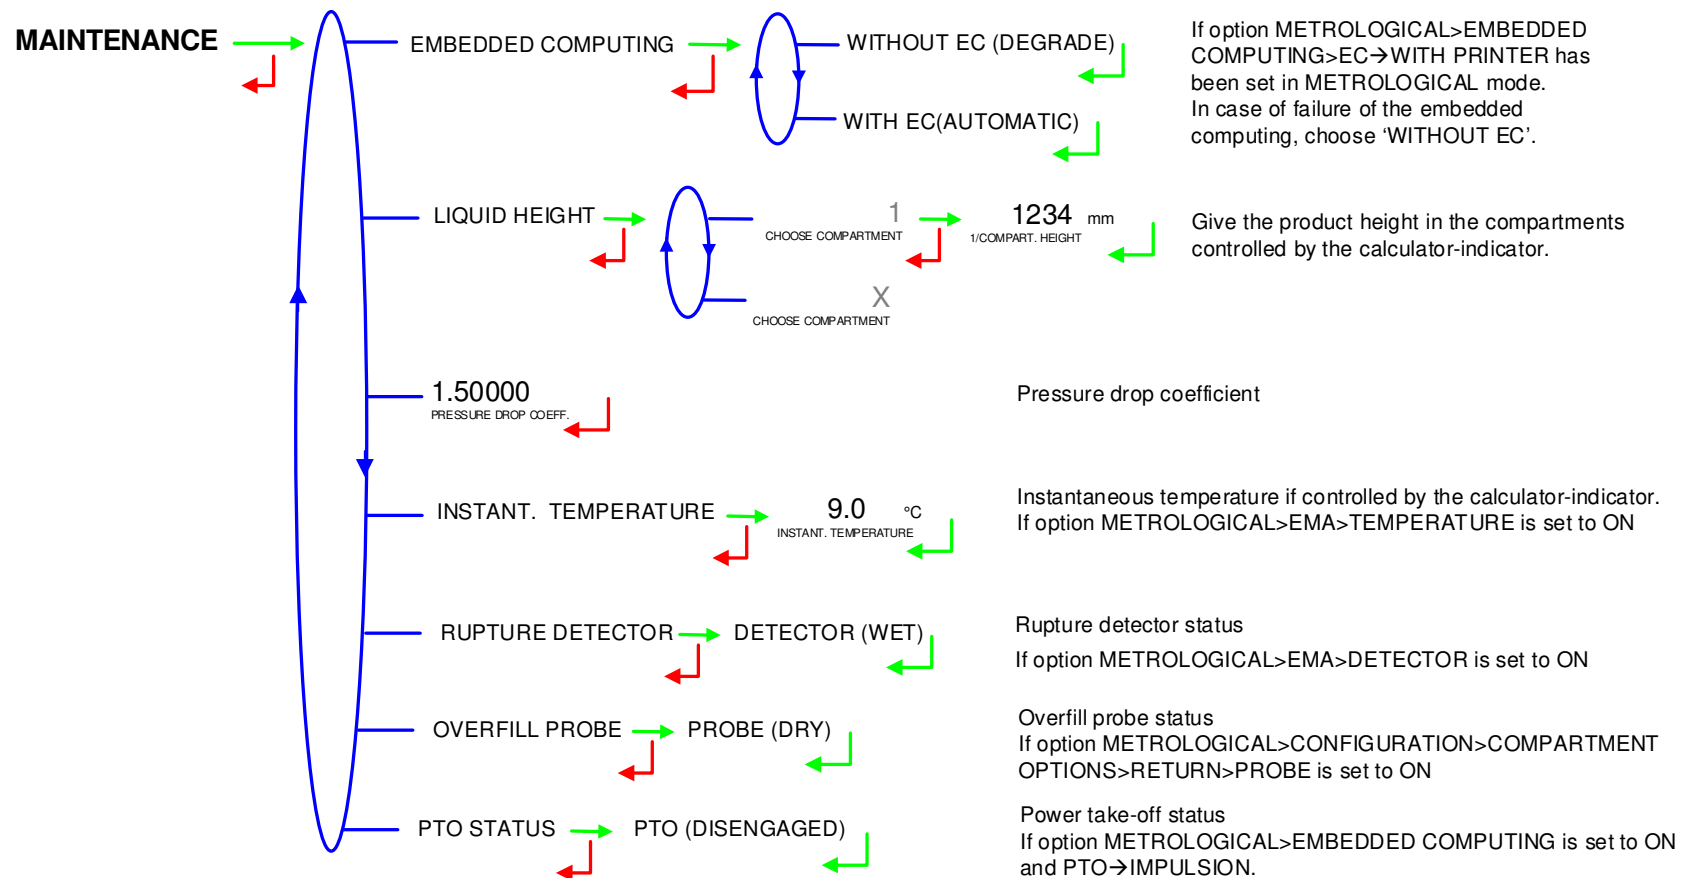 MAINTENANCE
EMBEDDED COMPUTING
WITHOUT EC (DEGRADE)
WITH EC(AUTOMATIC)
If option METROLOGICAL>EMBEDDED
COMPUTING>EC→WITH PRINTER has
been set in METROLOGICAL mode.
In case of failure of the embedded
computing, choose ‘WITHOUT EC’.
LIQUID HEIGHT
1
CHOOSE COMPARTMENT
1234 mm
1/COMPART. HEIGHT
X
CHOOSE COMPARTMENT
Give the product height in the compartments
controlled by the calculator-indicator.
1.50000
PRESSURE DROP COEFF.
Pressure drop coefficient
INSTANT. TEMPERATURE
9.0 °C
INSTANT. TEMPERATURE
Instantaneous temperature if controlled by the calculator-indicator.
If option METROLOGICAL>EMA>TEMPERATURE is set to ON
RUPTURE DETECTOR
DETECTOR (WET)
Rupture detector status
If option METROLOGICAL>EMA>DETECTOR is set to ON
OVERFILL PROBE
PROBE (DRY)
Overfill probe status
If option METROLOGICAL>CONFIGURATION>COMPARTMENT
OPTIONS>RETURN>PROBE is set to ON
PTO STATUS
PTO (DISENGAGED)
Power take-off status
If option METROLOGICAL>EMBEDDED COMPUTING is set to ON
and PTO→IMPULSION.